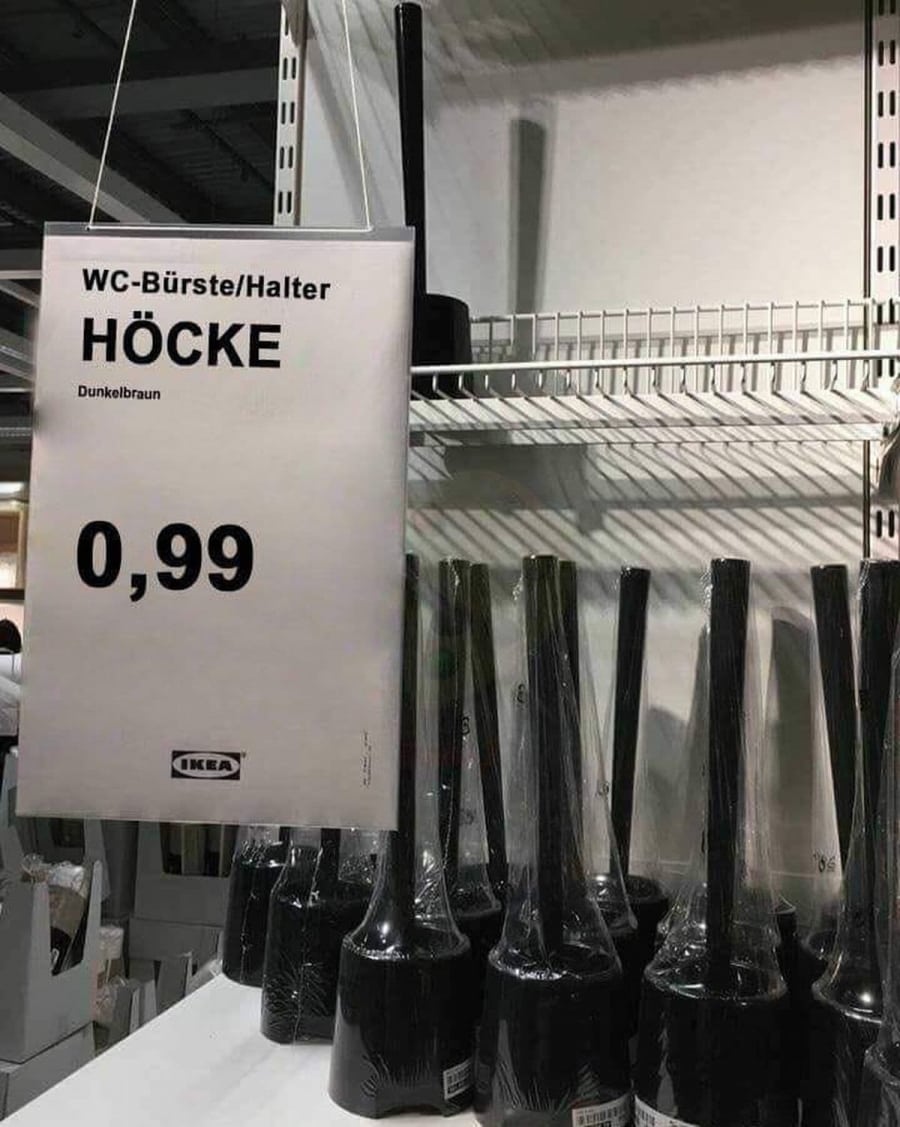 WC-Bürste/Halter
HÖCKE
Dunkelbraun
0,99
IKEA